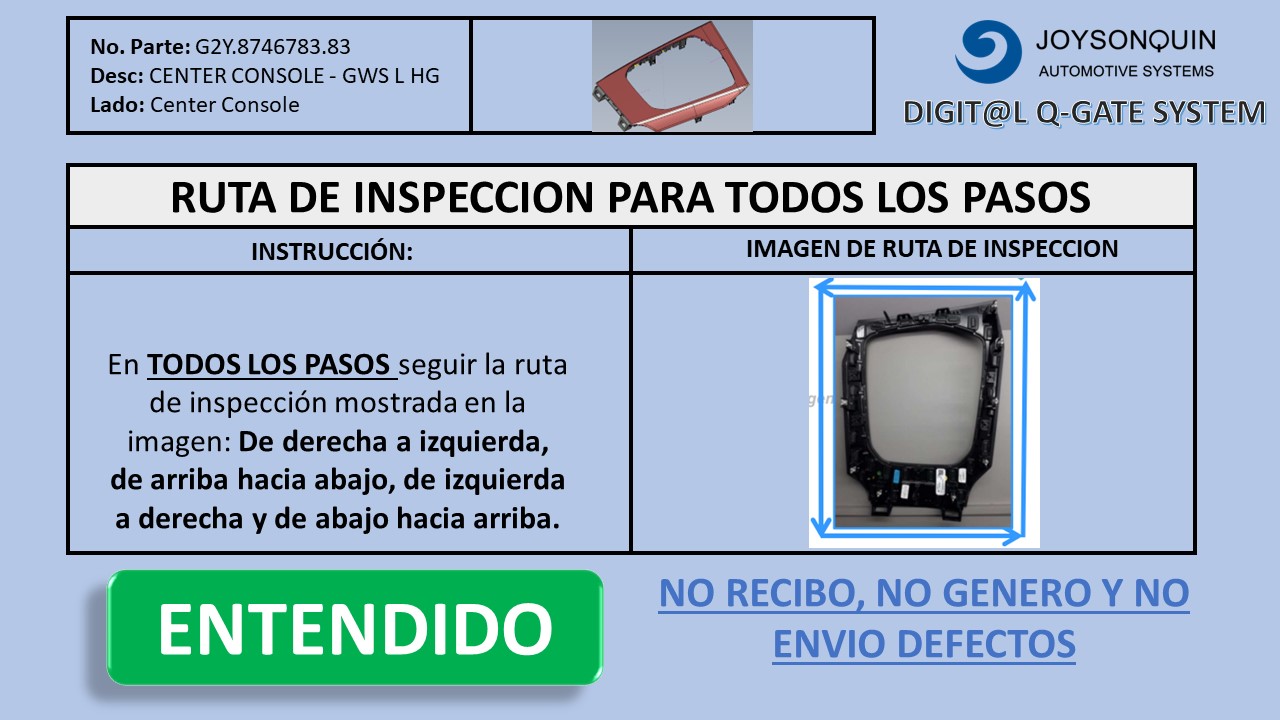 No. Parte: G2Y.8746783.83
Desc: CENTER CONSOLE - GWS L HG
Lado: Center Console
JOYSONQUIN
AUTOMOTIVE SYSTEMS
DIGIT@L Q-GATE SYSTEM
RUTA DE INSPECCION PARA TODOS LOS PASOS
INSTRUCCIÓN:
IMAGEN DE RUTA DE INSPECCION
En TODOS LOS PASOS seguir la ruta
de inspección mostrada en la
imagen: De derecha a izquierda,
de arriba hacia abajo, de izquierda
a derecha y de abajo hacia arriba.
ENTENDIDO
NO RECIBO, NO GENERO Y NO
ENVIO DEFECTOS